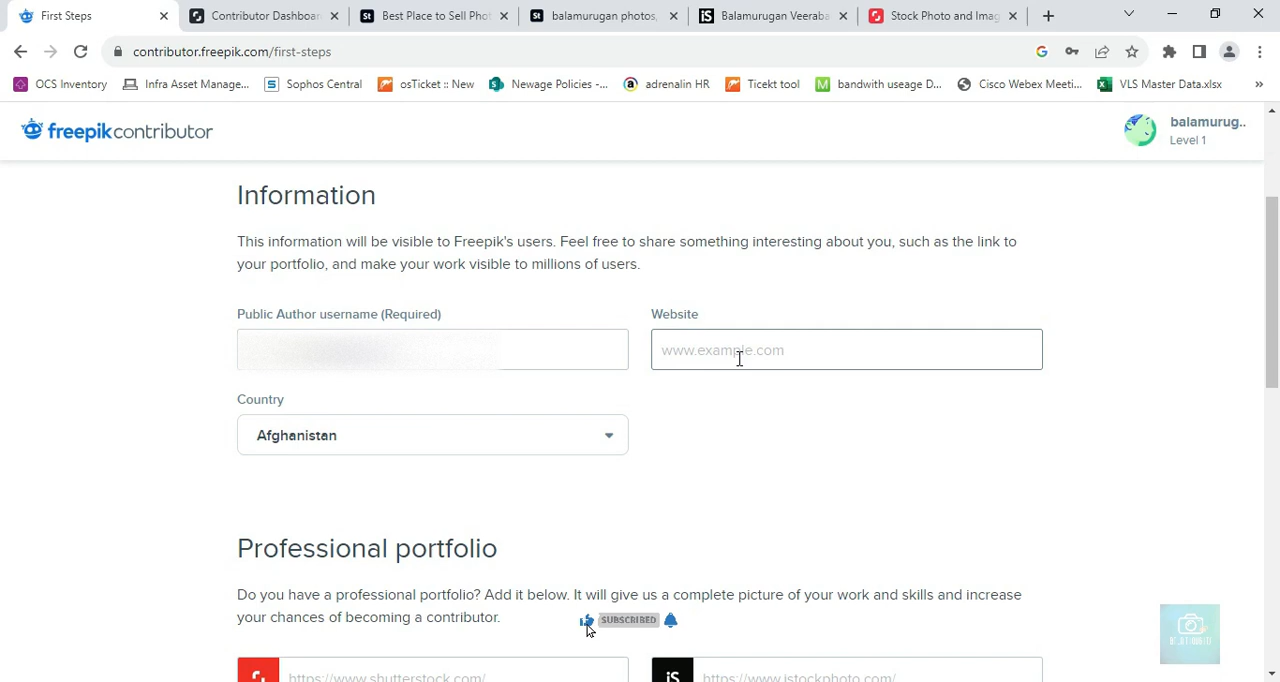 First Steps
Contributor Dashboar
Best Place to Sell Phot
balamurugan photos,
Balamurugan Veeraba
Stock Photo and Imag
contributor.freepik.com/first-steps
OCS Inventory
Infra Asset Manage...
Sophos Central
osTicket :: New
Newage Policies -...
adrenalin HR
Ticekt tool
bandwith useage D...
Cisco Webex Meeti...
VLS Master Data.xlsx
freepikcontributor
balamurug..
Level 1
Information
This information will be visible to Freepik's users. Feel free to share something interesting about you, such as the link to
your portfolio, and make your work visible to millions of users.
Public Author username (Required)
Website
www.example.com
Country
Afghanistan
Professional portfolio
Do you have a professional portfolio? Add it below. It will give us a complete picture of your work and skills and increase
your chances of becoming a contributor.
SUBSCRIBED
https://www.shutterstock.com/
iS
https://www.istockphoto.com/